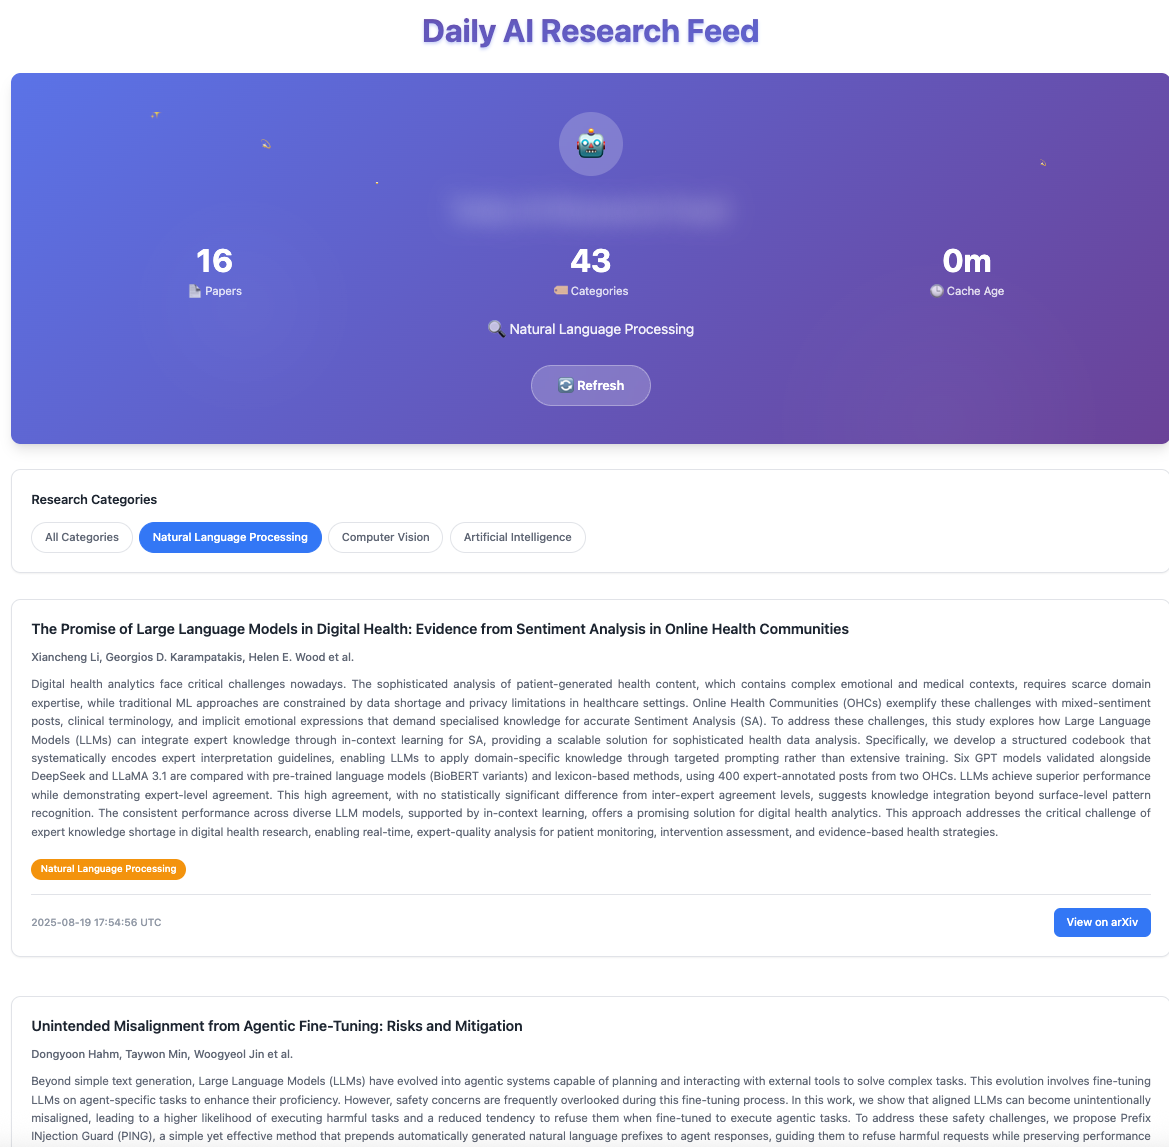 Daily AI Research Feed
16
Papers
43
Categories
0m
Cache Age
Natural Language Processing
Refresh
Research Categories
All Categories
Natural Language Processing
Computer Vision
Artificial Intelligence
The Promise of Large Language Models in Digital Health: Evidence from Sentiment Analysis in Online Health Communities
Xiancheng Li, Georgios D. Karampatakis, Helen E. Wood et al.
Digital health analytics face critical challenges nowadays. The sophisticated analysis of patient-generated health content, which contains complex emotional and medical contexts, requires scarce domain
expertise, while traditional ML approaches are constrained by data shortage and privacy limitations in healthcare settings. Online Health Communities (OHCs) exemplify these challenges with mixed-sentiment
posts, clinical terminology, and implicit emotional expressions that demand specialised knowledge for accurate Sentiment Analysis (SA). To address these challenges, this study explores how Large Language
Models (LLMs) can integrate expert knowledge through in-context learning for SA, providing a scalable solution for sophisticated health data analysis. Specifically, we develop a structured codebook that
systematically encodes expert interpretation guidelines, enabling LLMs to apply domain-specific knowledge through targeted prompting rather than extensive training. Six GPT models validated alongside
DeepSeek and LLaMA 3.1 are compared with pre-trained language models (BioBERT variants) and lexicon-based methods, using 400 expert-annotated posts from two OHCs. LLMs achieve superior performance
while demonstrating expert-level agreement. This high agreement, with no statistically significant difference from inter-expert agreement levels, suggests knowledge integration beyond surface-level pattern
recognition. The consistent performance across diverse LLM models, supported by in-context learning, offers a promising solution for digital health analytics. This approach addresses the critical challenge of
expert knowledge shortage in digital health research, enabling real-time, expert-quality analysis for patient monitoring, intervention assessment, and evidence-based health strategies.
Natural Language Processing
2025-08-19 17:54:56 UTC
View on arXiv
Unintended Misalignment from Agentic Fine-Tuning: Risks and Mitigation
Dongyoon Hahm, Taywon Min, Woogyeol Jin et al.
Beyond simple text generation, Large Language Models (LLMs) have evolved into agentic systems capable of planning and interacting with external tools to solve complex tasks. This evolution involves fine-tuning
LLMs on agent-specific tasks to enhance their proficiency. However, safety concerns are frequently overlooked during this fine-tuning process. In this work, we show that aligned LLMs can become unintentionally
misaligned, leading to a higher likelihood of executing harmful tasks and a reduced tendency to refuse them when fine-tuned to execute agentic tasks. To address these safety challenges, we propose Prefix
INjection Guard (PING), a simple yet effective method that prepends automatically generated natural language prefixes to agent responses, guiding them to refuse harmful requests while preserving performance